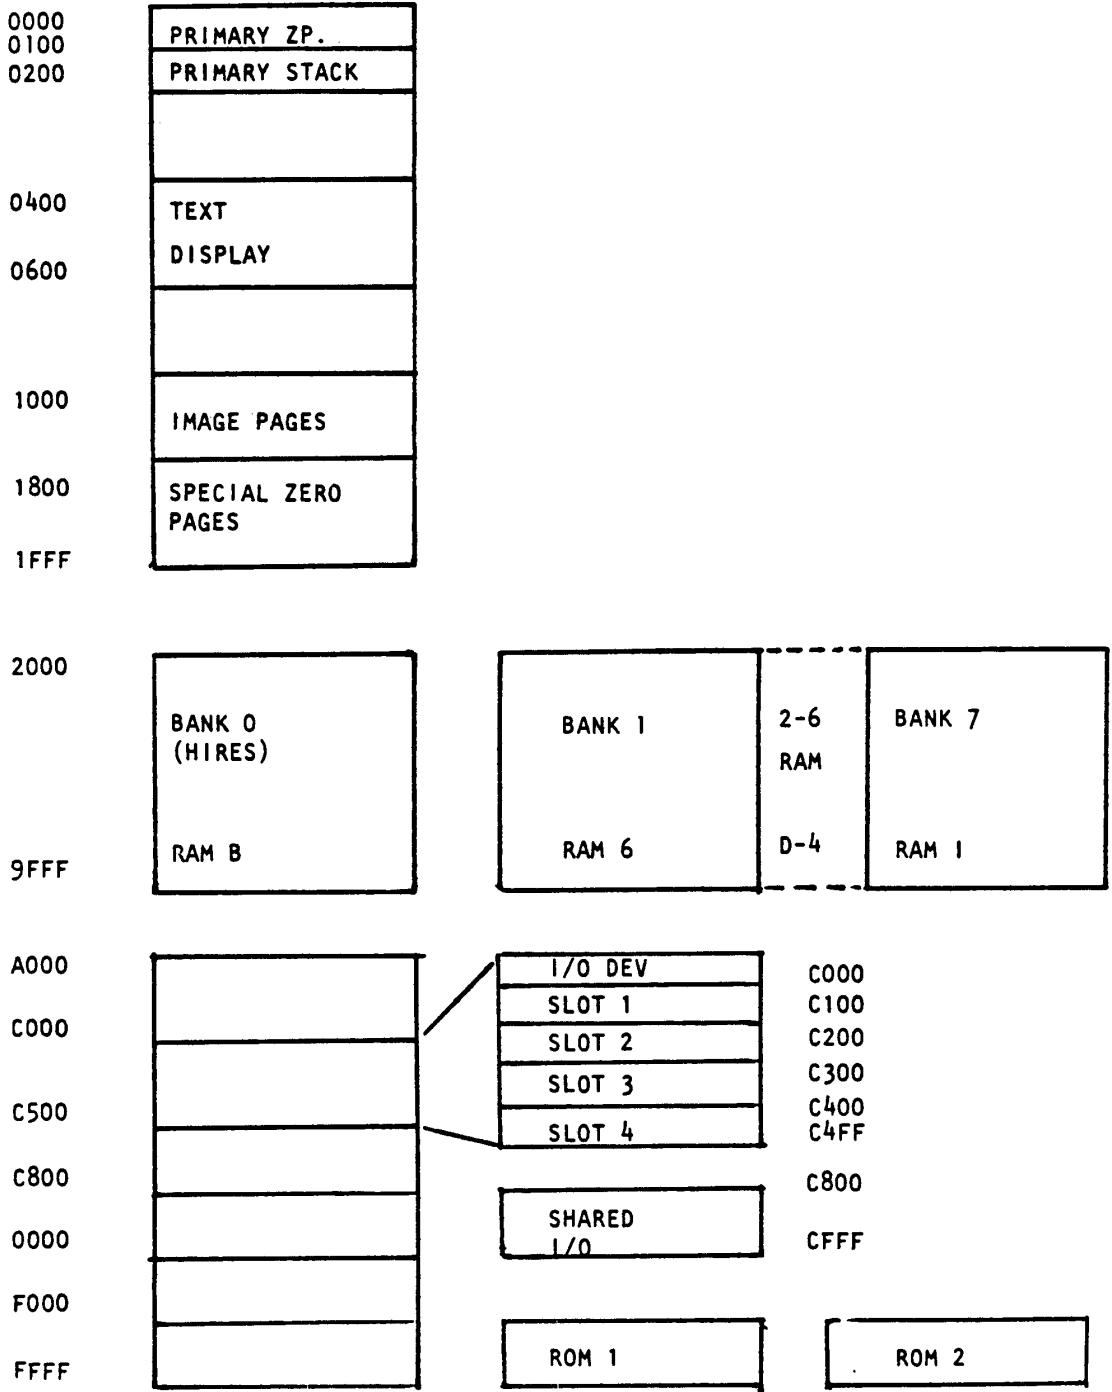 0000
0100
PRIMARY ZP.
0200
PRIMARY STACK
0400
TEXT
DISPLAY
0600
1000
IMAGE PAGES
1800
SPECIAL ZERO
PAGES
1FFF
2000
BANK 0
(HIRES)
RAM B
9FFF
BANK 1
RAM 6
2-6
RAM
D-4
BANK 7
RAM 1
A000
C000
C500
C800
0000
F000
FFFF
I/O DEV
SLOT 1
SLOT 2
SLOT 3
SLOT 4
C000
C100
C200
C300
C400
C4FF
SHARED
I/O
C800
CFFF
ROM 1
ROM 2